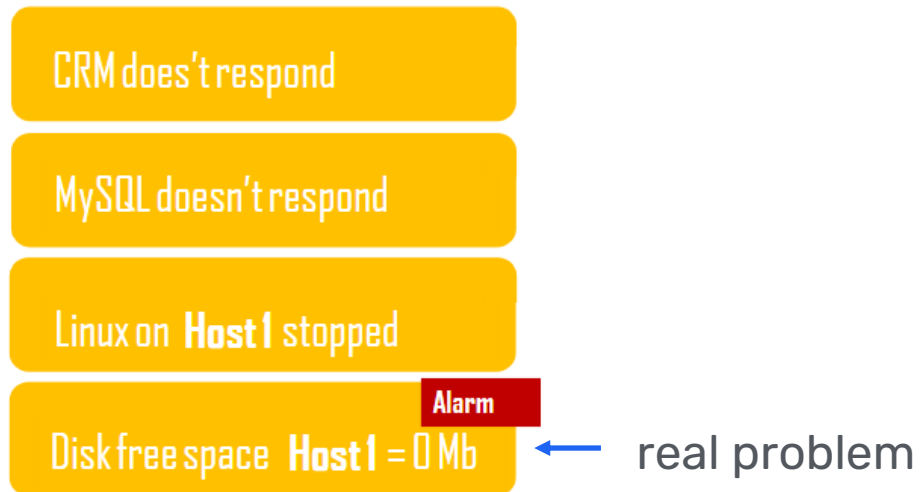 CRM does't respond
MySQL doesn't respond
Linux on Host1 stopped
Alarm
Disk free space Host1 = 0 Mb
real problem